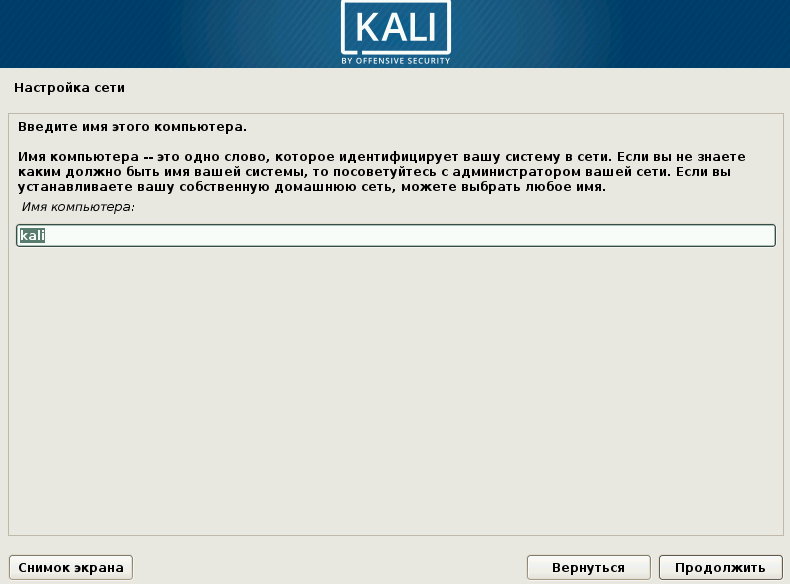 KALI
BY OFFENSIVE SECURITY
Настройка сети
Введите имя этого компьютера.
Имя компьютера -- это одно слово, которое идентифицирует вашу систему в сети. Если вы не знаете
каким должно быть имя вашей системы, то посоветуйтесь с администратором вашей сети. Если вы
устанавливаете вашу собственную домашнюю сеть, можете выбрать любое имя.
Имя компьютера:
kali
Снимок экрана
Вернуться
Продолжить